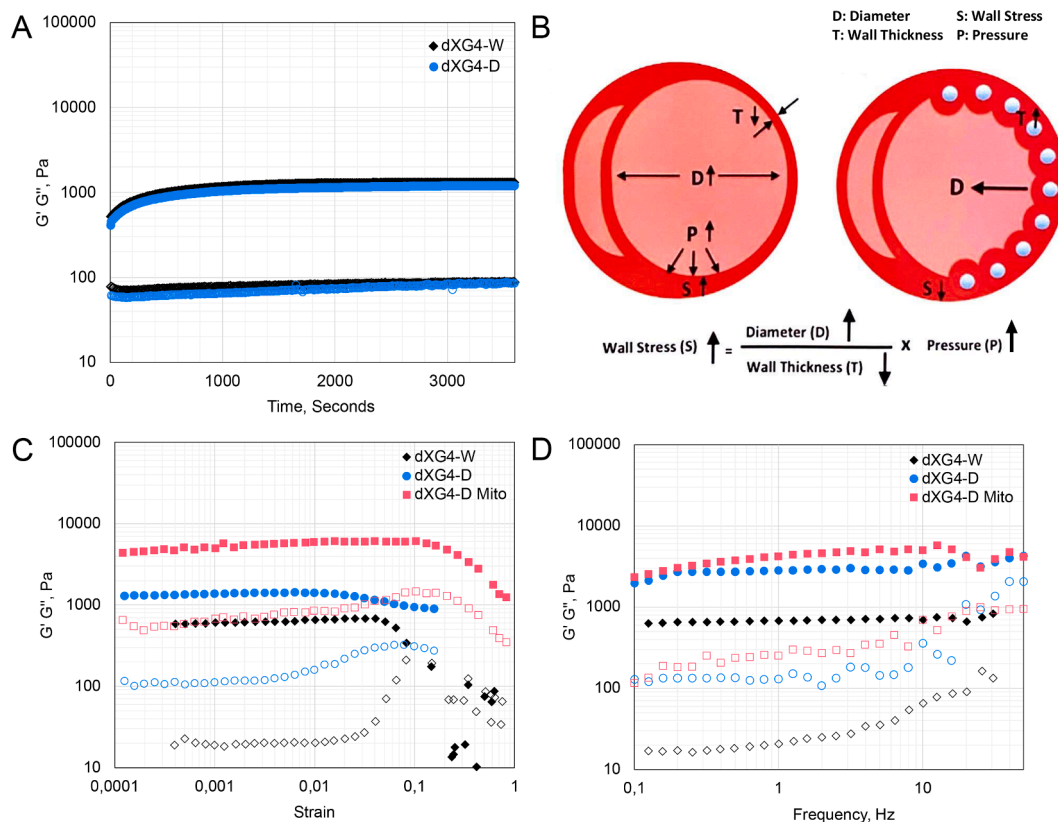 A
100000
10000
1000
100
10
G' G'', Pa
0
1000
2000
3000
Time, Seconds
dXG4-W
dXG4-D
B
D: Diameter
S: Wall Stress
T: Wall Thickness
P: Pressure
T
D
P
S
T
D
S
Wall Stress (S)
=
Diameter (D)
Wall Thickness (T)
x
Pressure (P)
C
100000
10000
1000
100
10
G' G'', Pa
0,0001
0,001
0,01
0,1
1
Strain
dXG4-W
dXG4-D
dXG4-D Mito
D
100000
10000
1000
100
10
G' G'', Pa
0,1
1
10
Frequency, Hz
dXG4-W
dXG4-D
dXG4-D Mito